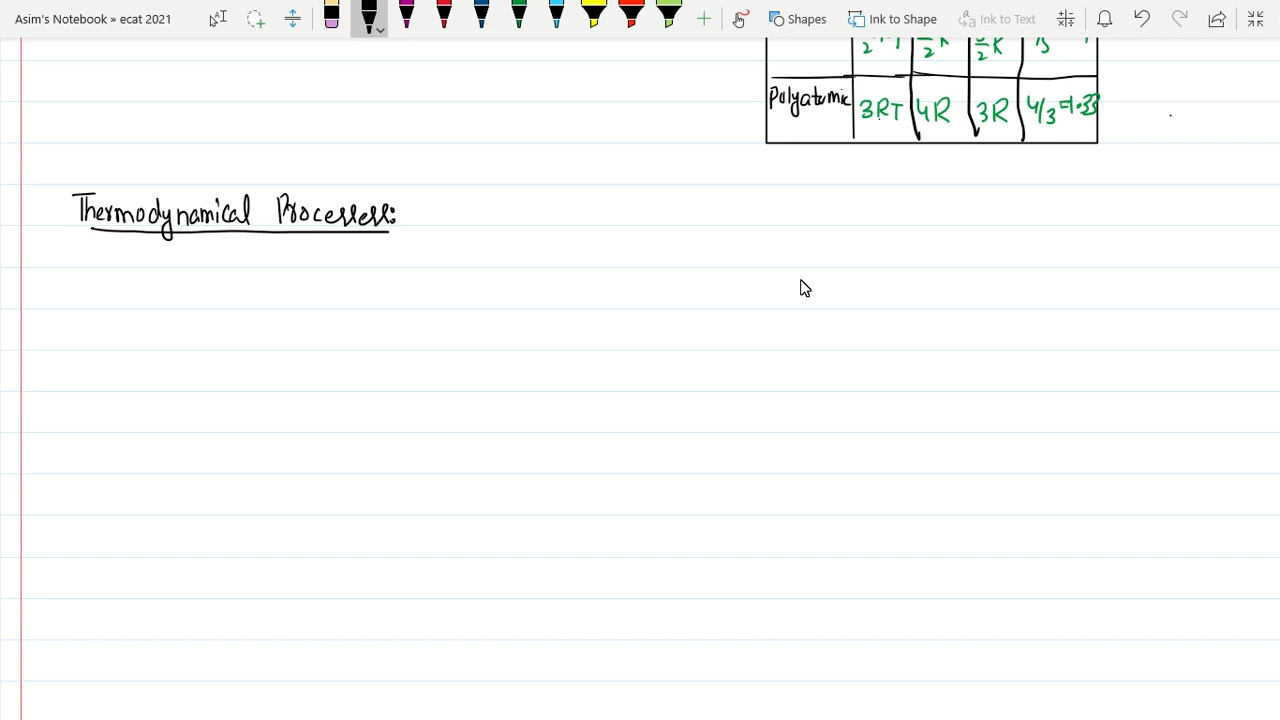 Asim's Notebook » ecat 2021
Shapes
Ink to Shape
Ink to Text
Polyatomic 3RT 4R 3R 4/3=1.33
Thermodynamical Processess: